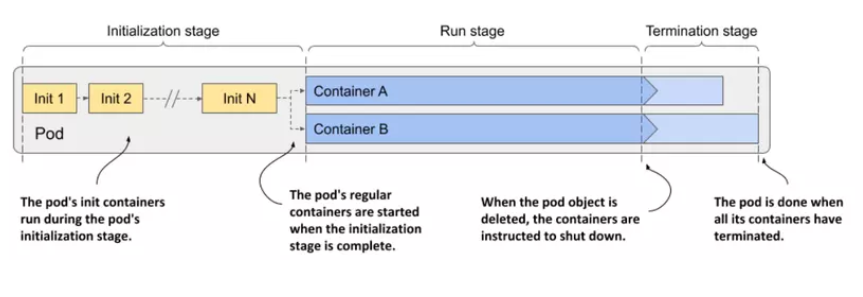 Initialization stage
Run stage
Termination stage
Init 1
Init 2
Init N
Container A
Container B
Pod
The pod's init containers
run during the pod's
initialization stage.
The pod's regular
containers are started
when the initialization
stage is complete.
When the pod object is
deleted, the containers are
instructed to shut down.
The pod is done when
all its containers have
terminated.